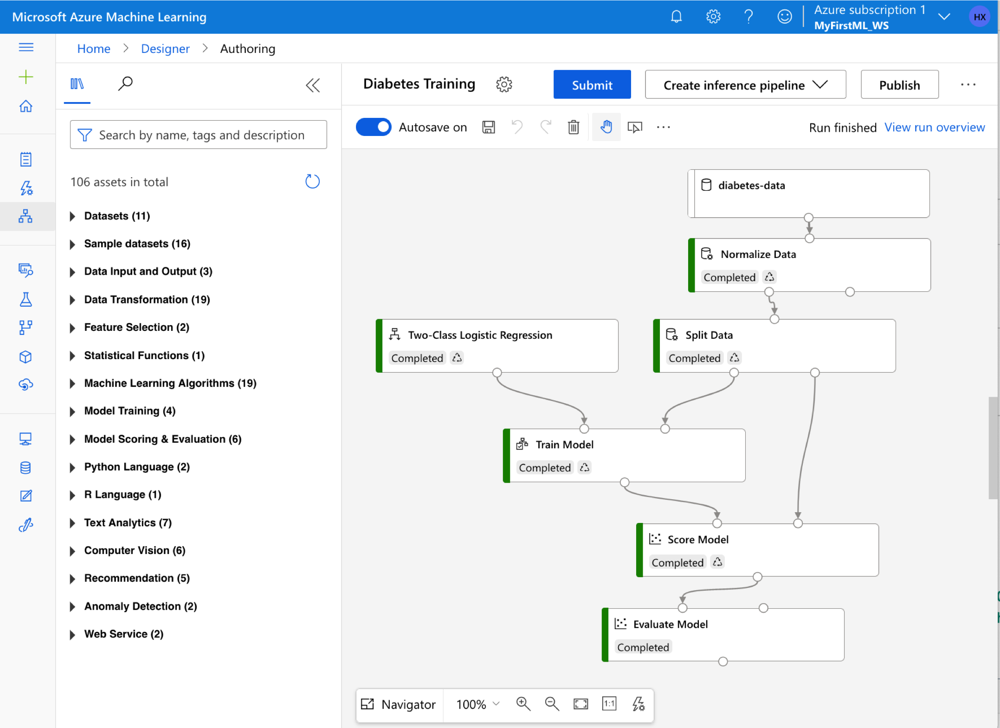 Microsoft Azure Machine Learning
Azure subscription 1
MyFirstML_WS
HX
Home > Designer > Authoring
Diabetes Training
Submit
Create inference pipeline
Publish
Search by name, tags and description
106 assets in total
Datasets (11)
Sample datasets (16)
Data Input and Output (3)
Data Transformation (19)
Feature Selection (2)
Statistical Functions (1)
Machine Learning Algorithms (19)
Model Training (4)
Model Scoring & Evaluation (6)
Python Language (2)
R Language (1)
Text Analytics (7)
Computer Vision (6)
Recommendation (5)
Anomaly Detection (2)
Web Service (2)
Autosave on
Run finished View run overview
diabetes-data
Normalize Data
Completed
Two-Class Logistic Regression
Completed
Split Data
Completed
Train Model
Completed
Score Model
Completed
Evaluate Model
Completed
Navigator
100%
1:1